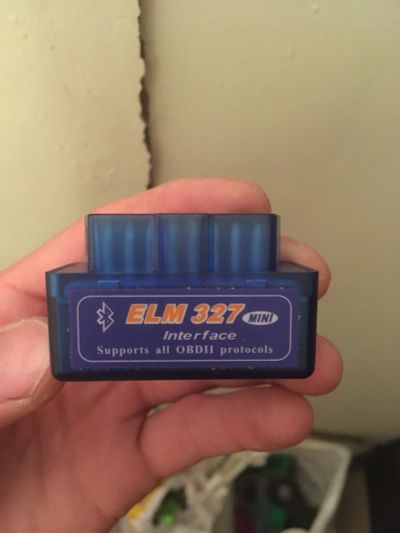 ELM 327 MINI
Interface
Supports all OBDII protocols